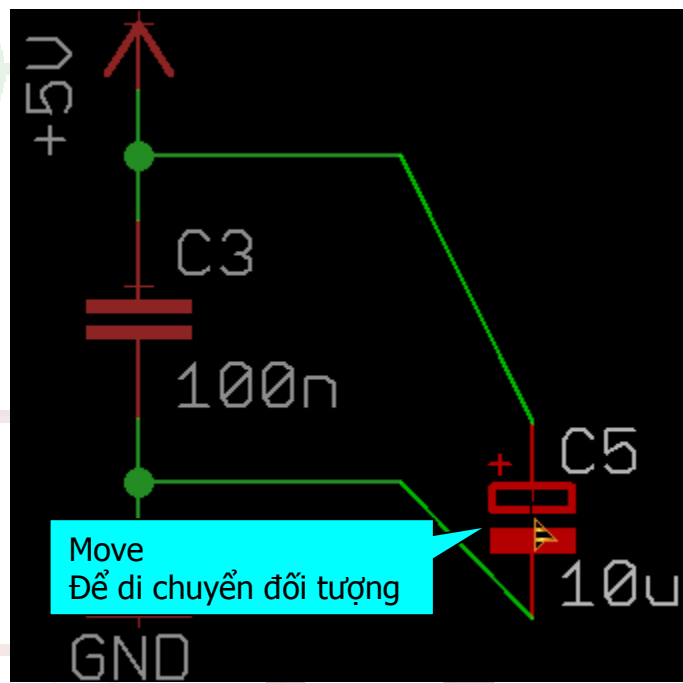 +5V
C3
100n
+
C5
10u
Move
Để di chuyển đối tượng
GND